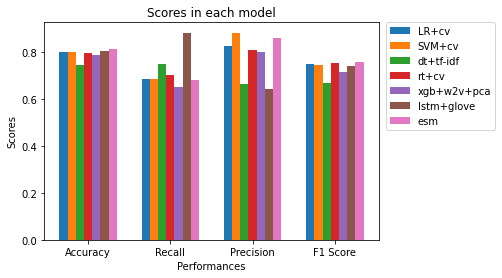 Scores in each model
Scores
0.8
0.6
0.4
0.2
0.0
Accuracy
Recall
Precision
F1 Score
Performances
LR+cv
SVM+cv
dt+tf-idf
rt+cv
xgb+w2v+pca
lstm+glove
esm